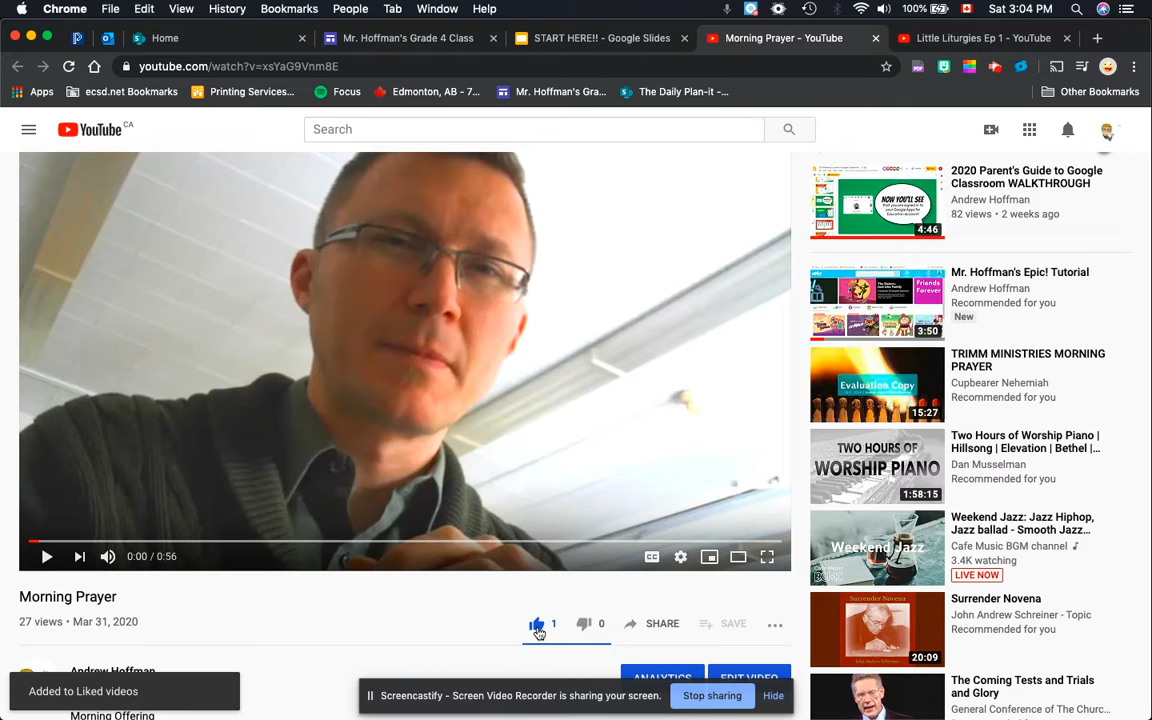 Chrome File Edit View History Bookmarks People Tab Window Help 100% Sat 3:04 PM
Home Mr. Hoffman's Grade 4 Class START HERE!! - Google Slides Morning Prayer - YouTube Little Liturgies Ep 1 - YouTube
youtube.com/watch?v=xsYaG9Vnm8E
Apps ecsd.net Bookmarks Printing Services... Focus Edmonton, AB - 7... Mr. Hoffman's Gra... The Daily Plan-it -... Other Bookmarks
YouTube CA Search
2020 Parent's Guide to Google
Classroom WALKTHROUGH
Andrew Hoffman
82 views • 2 weeks ago
NOW YOU'LL SEE
4:46
Mr. Hoffman's Epic! Tutorial
Andrew Hoffman
Recommended for you
New
Friends
Forever
3:50
TRIMM MINISTRIES MORNING
PRAYER
Cupbearer Nehemiah
Recommended for you
Evaluation Copy
15:27
Two Hours of Worship Piano |
Hillsong | Elevation | Bethel |...
Dan Musselman
Recommended for you
TWO HOURS OF
WORSHIP PIANO
1:58:15
Weekend Jazz: Jazz Hiphop,
Jazz ballad - Smooth Jazz...
Cafe Music BGM channel
3.4K watching
LIVE NOW
Weekend Jazz
Surrender Novena
John Andrew Schreiner - Topic
Recommended for you
Surrender Novena
20:09
The Coming Tests and Trials
and Glory
General Conference of The Churc...
0:00 / 0:56
CC
Morning Prayer
27 views • Mar 31, 2020
1 0 SHARE SAVE
Andrew Hoffman
ANALYTICS EDIT VIDEO
Added to Liked videos
Screencastify - Screen Video Recorder is sharing your screen. Stop sharing Hide
Morning Offering